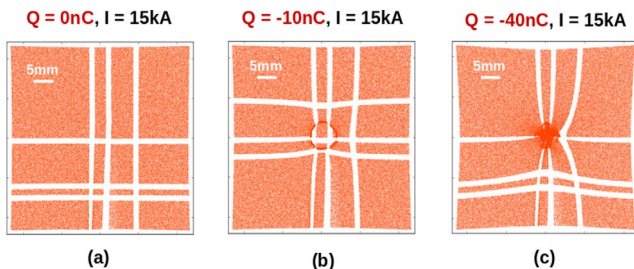 Q = 0nC, I = 15kA
Q = -10nC, I = 15kA
Q = -40nC, I = 15kA
5mm
5mm
5mm
(a)
(b)
(c)